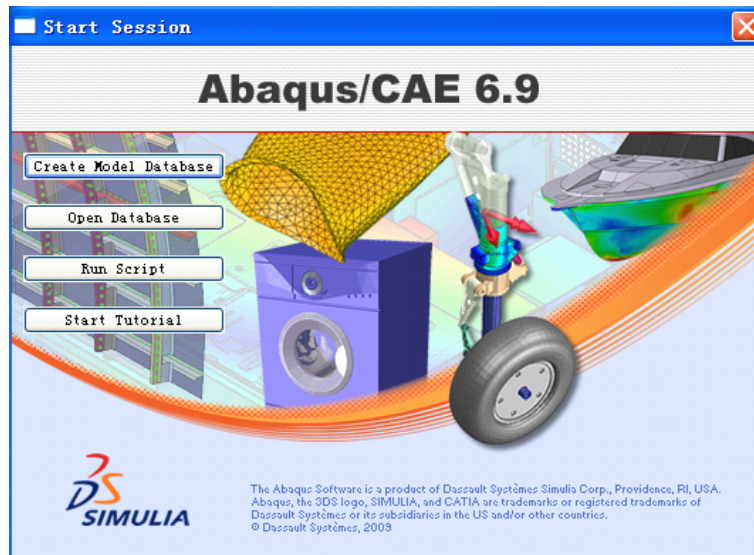 Start Session
Abaqus/CAE 6.9
Create Model Database
Open Database
Run Script
Start Tutorial
SIMULIA
The Abaqus Software is a product of Dassault Systèmes Simulia Corp., Providence, RI, USA.
Abaqus, the 3DS logo, SIMULIA, and CATIA are trademarks or registered trademarks of
Dassault Systèmes or its subsidiaries in the US and/or other countries.
© Dassault Systèmes, 2009